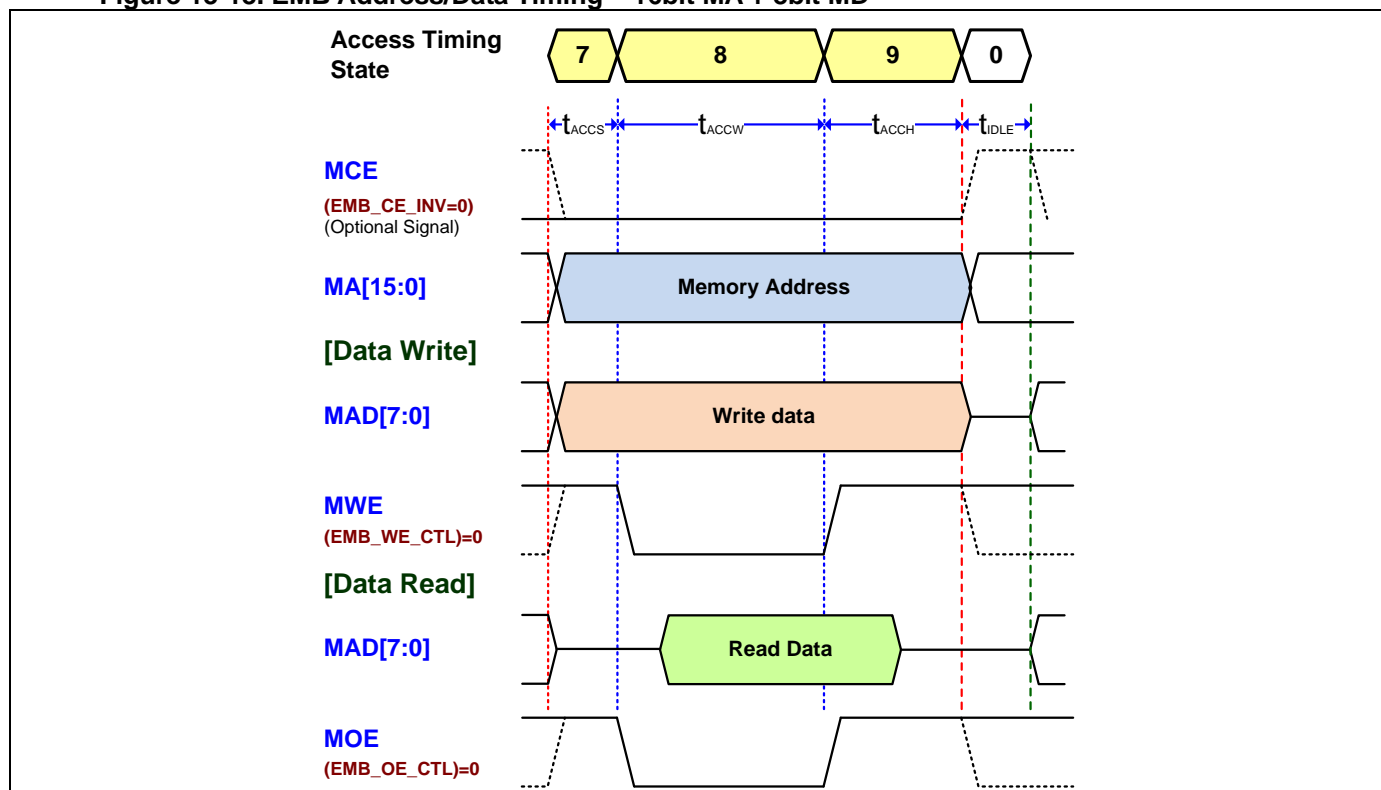 Access Timing
State
7 8 9 0
tACCS tACCW tACCH tIDLE
MCE
(EMB_CE_INV=0)
(Optional Signal)
MA[15:0]
Memory Address
[Data Write]
MAD[7:0]
Write data
MWE
(EMB_WE_CTL)=0
[Data Read]
MAD[7:0]
Read Data
MOE
(EMB_OE_CTL)=0